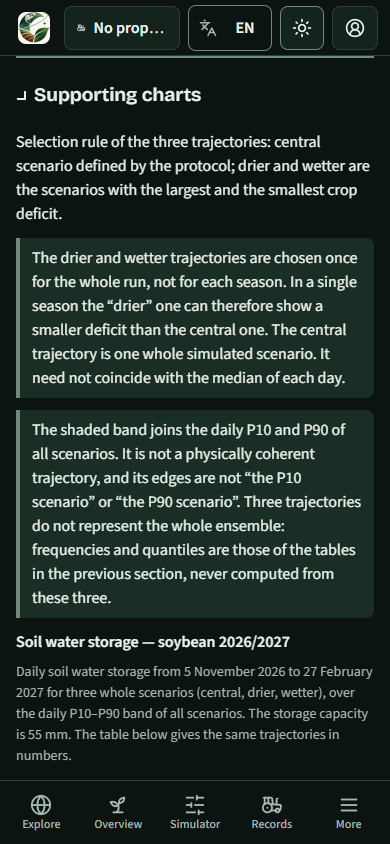 No prop…
EN
Supporting charts
Selection rule of the three trajectories: central
scenario defined by the protocol; drier and wetter are
the scenarios with the largest and the smallest crop
deficit.
The drier and wetter trajectories are chosen once
for the whole run, not for each season. In a single
season the “drier” one can therefore show a
smaller deficit than the central one. The central
trajectory is one whole simulated scenario. It
need not coincide with the median of each day.
The shaded band joins the daily P10 and P90 of
all scenarios. It is not a physically coherent
trajectory, and its edges are not “the P10
scenario” or “the P90 scenario”. Three trajectories
do not represent the whole ensemble:
frequencies and quantiles are those of the tables
in the previous section, never computed from
these three.
Soil water storage — soybean 2026/2027
Daily soil water storage from 5 November 2026 to 27 February
2027 for three whole scenarios (central, drier, wetter), over
the daily P10–P90 band of all scenarios. The storage capacity
is 55 mm. The table below gives the same trajectories in
numbers.
Explore
Overview
Simulator
Records
More